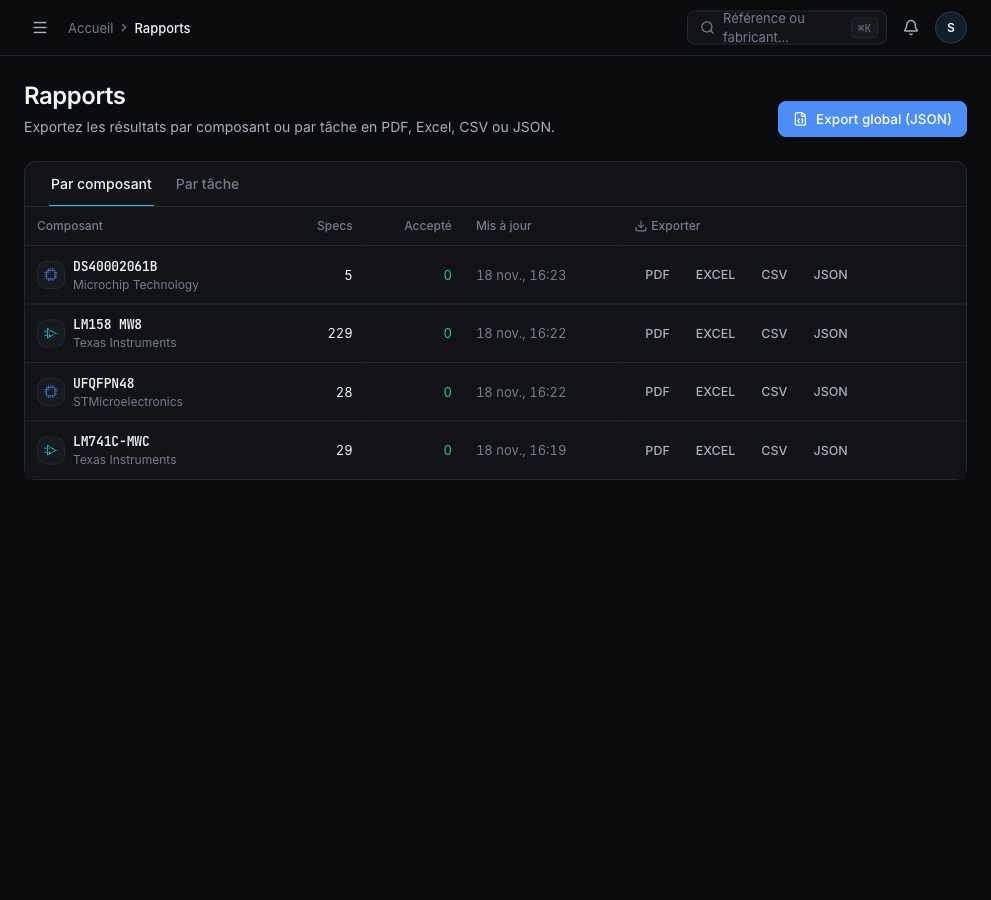 Accueil > Rapports
Référence ou
fabricant...
⌘K
S
Rapports
Exportez les résultats par composant ou par tâche en PDF, Excel, CSV ou JSON.
Export global (JSON)
Par composant Par tâche
Composant Specs Accepté Mis à jour Exporter
DS40002061B
Microchip Technology
5 0 18 nov., 16:23 PDF EXCEL CSV JSON
LM158 MW8
Texas Instruments
229 0 18 nov., 16:22 PDF EXCEL CSV JSON
UFQFPN48
STMicroelectronics
28 0 18 nov., 16:22 PDF EXCEL CSV JSON
LM741C-MWC
Texas Instruments
29 0 18 nov., 16:19 PDF EXCEL CSV JSON